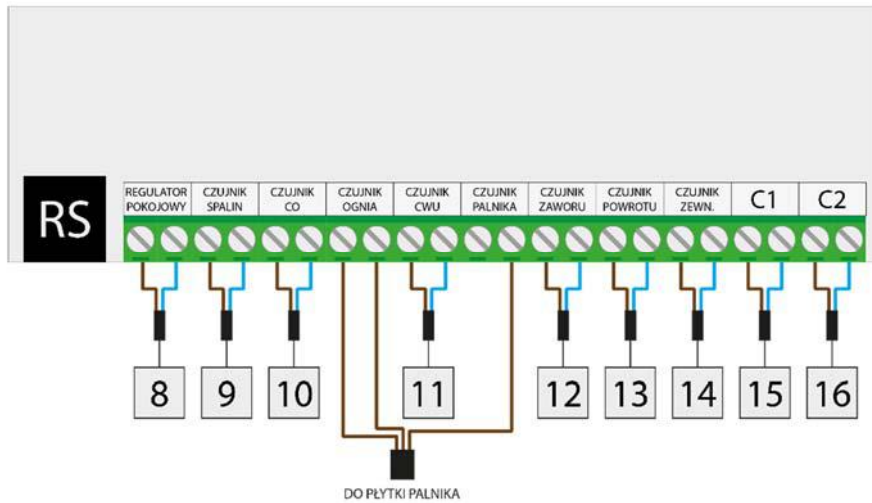 RS
REGULATOR
POKOJOWY
CZUJNIK
SPALIN
CZUJNIK
CO
CZUJNIK
OGNIA
CZUJNIK
CWU
CZUJNIK
PALNIKA
CZUJNIK
ZAWORU
CZUJNIK
POWROTU
CZUJNIK
ZEWN.
C1
C2
8
9
10
11
12
13
14
15
16
DO PŁYTKI PALNIKA